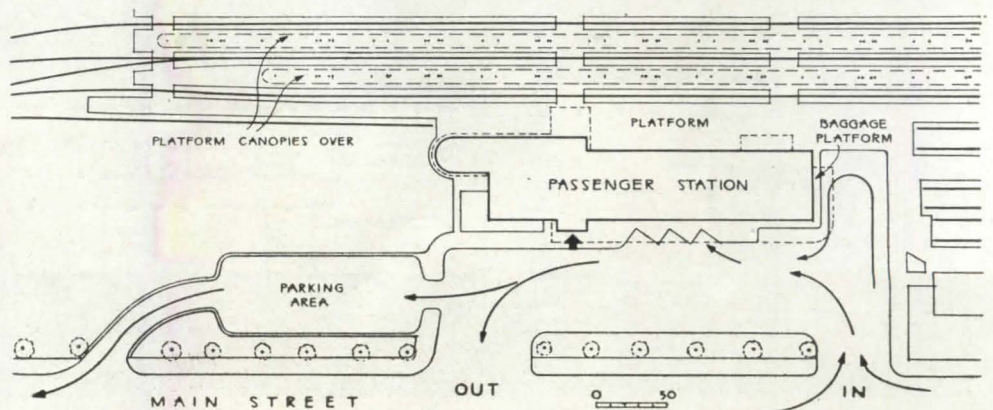 PLATFORM CANOPIES OVER
PLATFORM
BAGGAGE
PLATFORM
PASSENGER STATION
PARKING
AREA
MAIN STREET
OUT
IN
0 50